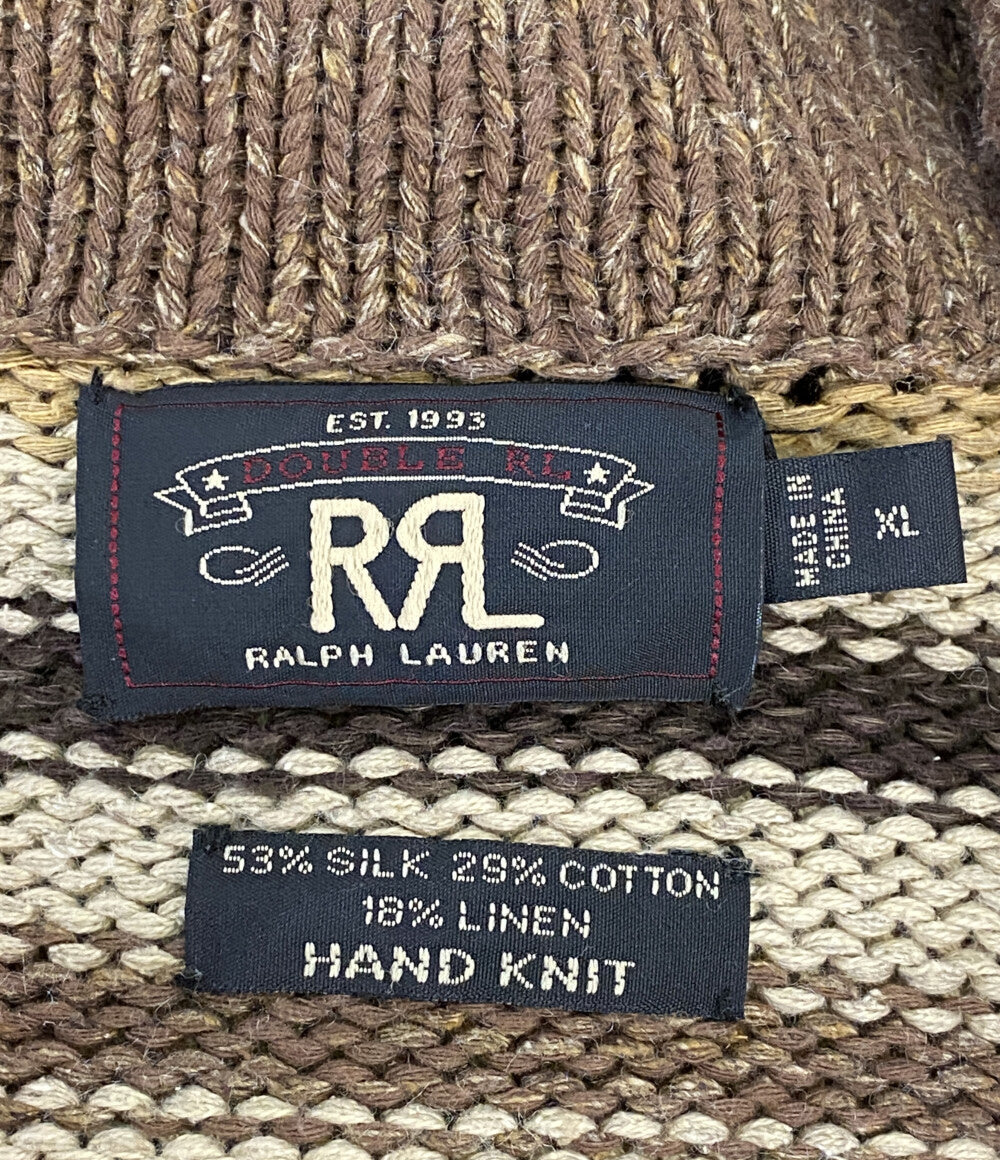 EST. 1993
DOUBLE RL
RRL
RALPH LAUREN
MADE IN
CHINA
XL
53% SILK 29% COTTON
18% LINEN
HAND KNIT